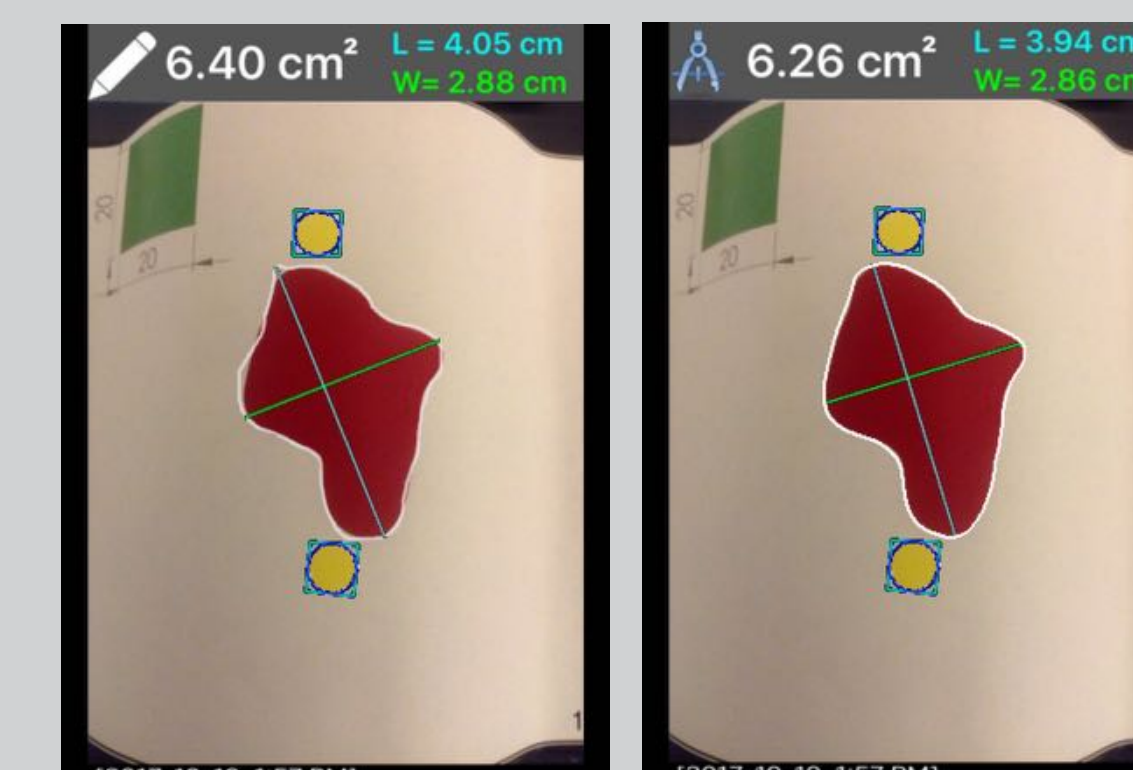 6.40 cm²
L = 4.05 cm
W= 2.88 cm
20
20
1
6.26 cm²
L = 3.94 cm
W= 2.86 cm
20
20